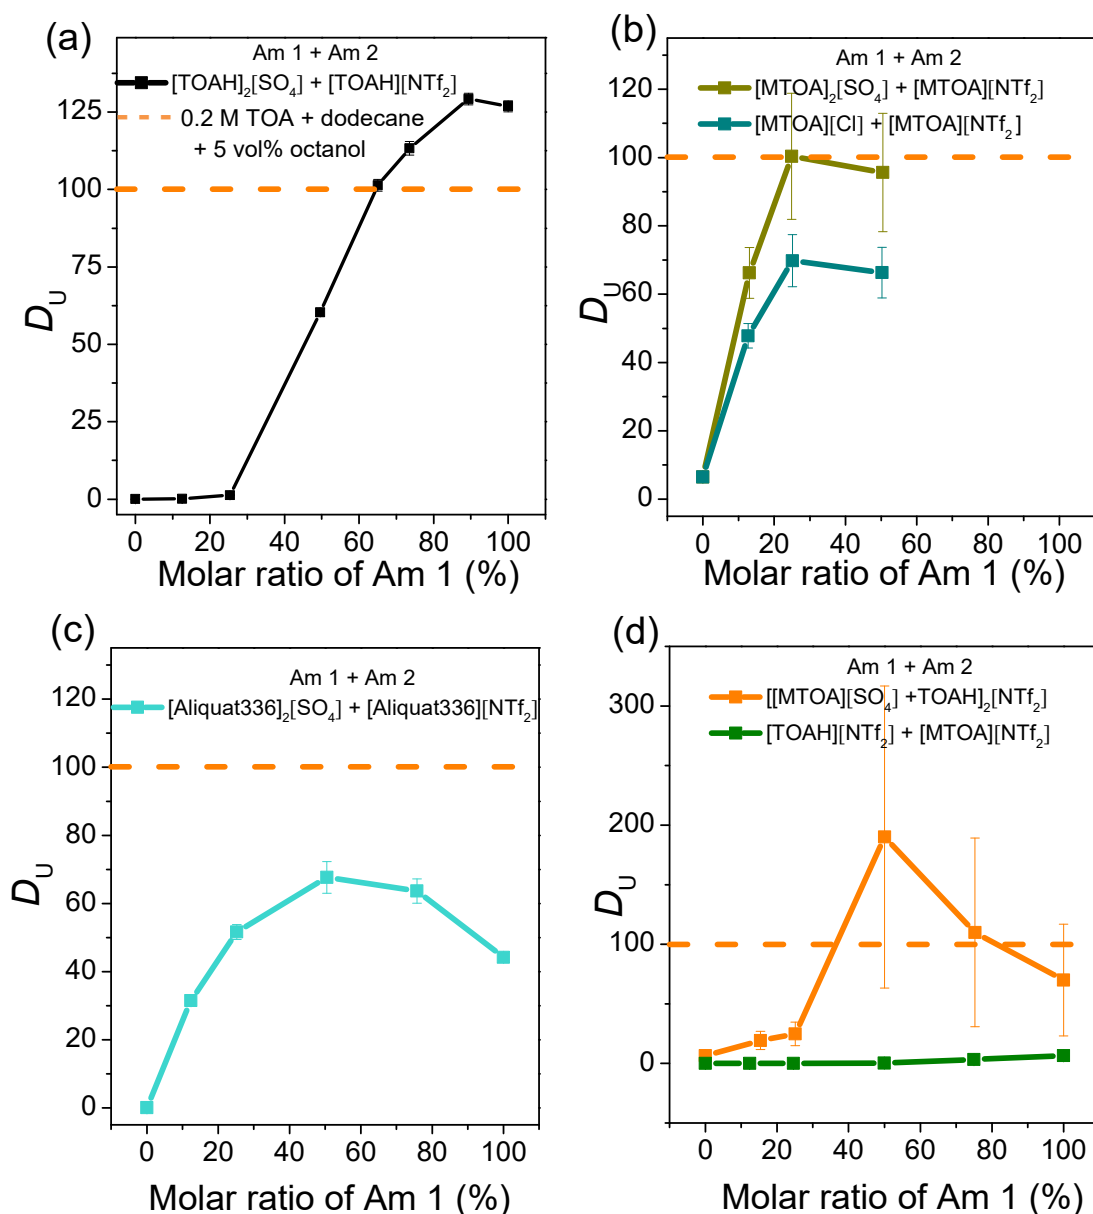 (a)
Am 1 + Am 2
[TOAH]₂[SO₄] + [TOAH][NTf₂]
0.2 M TOA + dodecane
+ 5 vol% octanol
125
100
75
50
25
0
D_U
0 20 40 60 80 100
Molar ratio of Am 1 (%)
(b)
Am 1 + Am 2
[MTOA]₂[SO₄] + [MTOA][NTf₂]
[MTOA][Cl] + [MTOA][NTf₂]
120
100
80
60
40
20
0
D_U
0 20 40 60 80 100
Molar ratio of Am 1 (%)
(c)
Am 1 + Am 2
[Aliquat336]₂[SO₄] + [Aliquat336][NTf₂]
120
100
80
60
40
20
0
D_U
0 20 40 60 80 100
Molar ratio of Am 1 (%)
(d)
Am 1 + Am 2
[[MTOA][SO₄] +TOAH]₂[NTf₂]
[TOAH][NTf₂] + [MTOA][NTf₂]
300
200
100
0
D_U
0 20 40 60 80 100
Molar ratio of Am 1 (%)